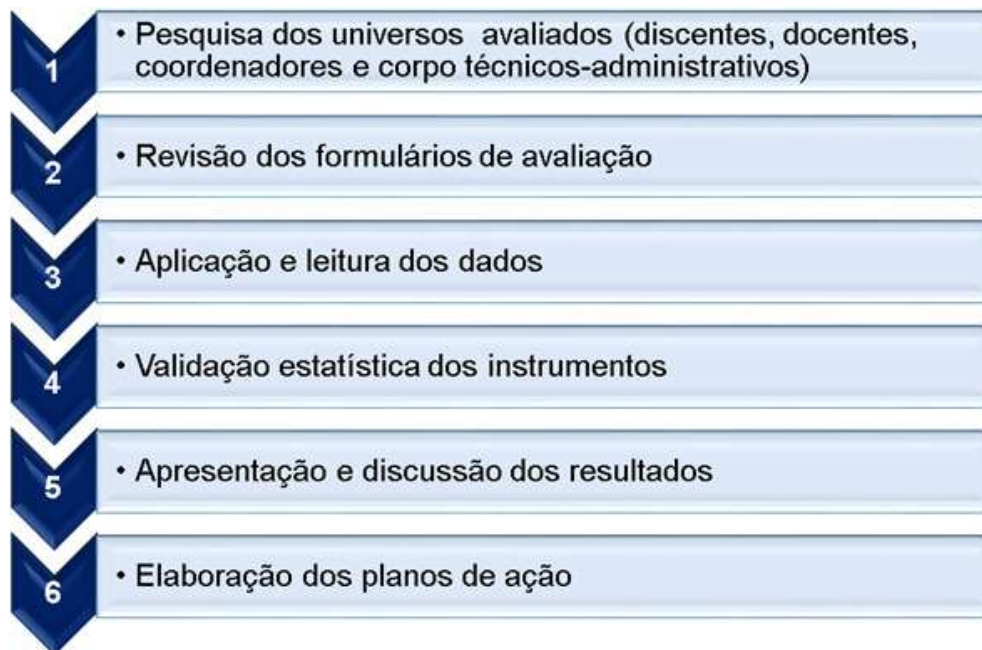 1
• Pesquisa dos universos avaliados (discentes, docentes,
coordenadores e corpo técnicos-administrativos)
2
• Revisão dos formulários de avaliação
3
• Aplicação e leitura dos dados
4
• Validação estatística dos instrumentos
5
• Apresentação e discussão dos resultados
6
• Elaboração dos planos de ação